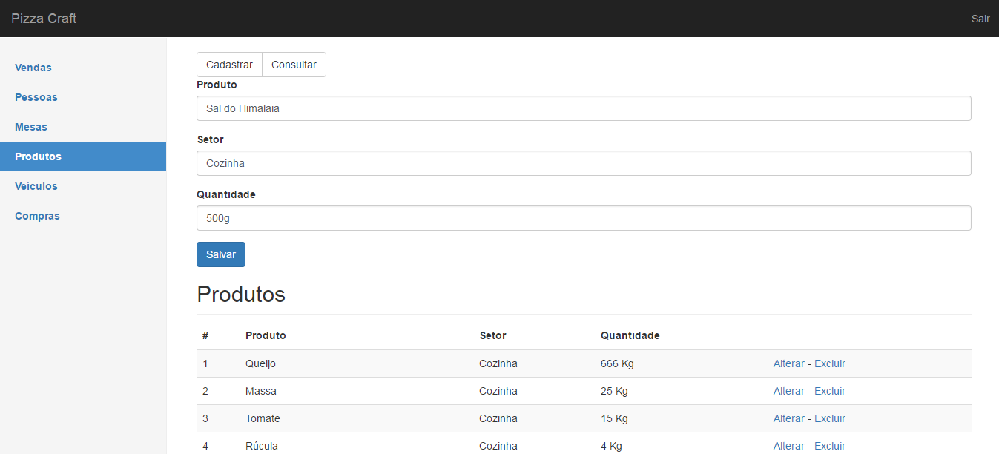 Pizza Craft Sair
Vendas
Pessoas
Mesas
Produtos
Veículos
Compras
Cadastrar Consultar
Produto
Sal do Himalaia
Setor
Cozinha
Quantidade
500g
Salvar
Produtos
# Produto Setor Quantidade
1 Queijo Cozinha 666 Kg Alterar - Excluir
2 Massa Cozinha 25 Kg Alterar - Excluir
3 Tomate Cozinha 15 Kg Alterar - Excluir
4 Rúcula Cozinha 4 Kg Alterar - Excluir